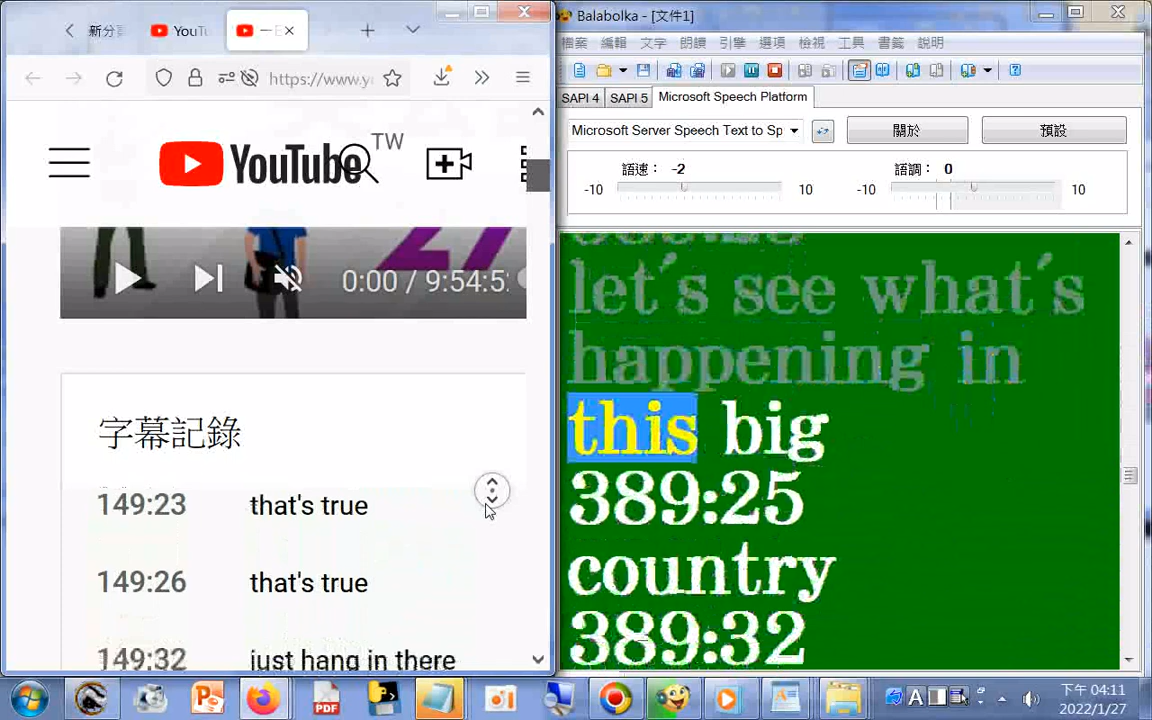 新分
YouTu
一
https://www.y
YouTube
TW
0:00 / 9:54:5
字幕記錄
149:23 that's true
149:26 that's true
149:32 just hang in there
Balabolka - [文件1]
檔案 編輯 文字 朗讀 引擎 選項 檢視 工具 書籤 說明
SAPI 4 SAPI 5 Microsoft Speech Platform
Microsoft Server Speech Text to Sp 關於 預設
語速: -2 語調: 0
-10 10 -10 10
let's see what's
happening in
this big
389:25
country
389:32
PDF
A
下午 04:11
2022/1/27